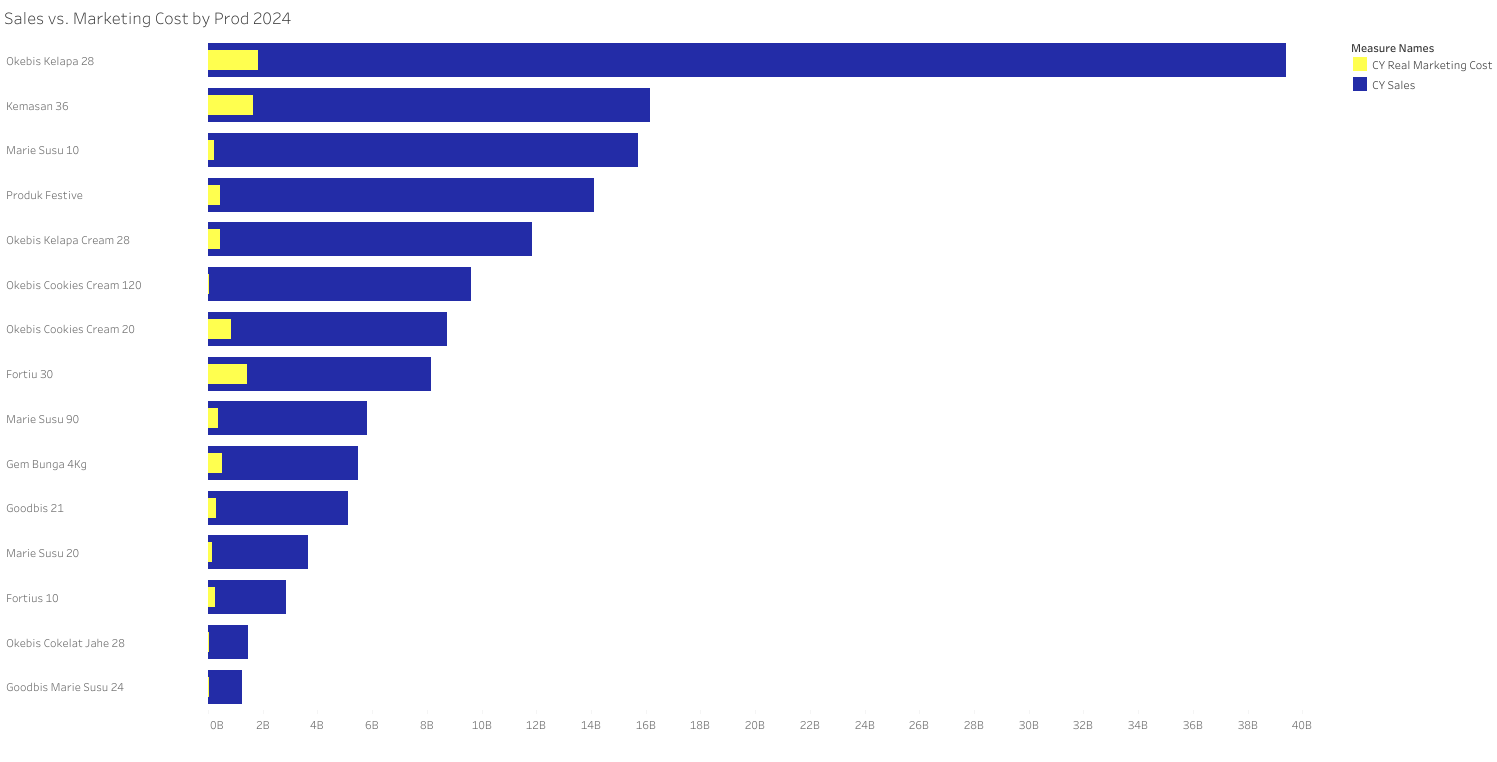 Sales vs. Marketing Cost by Prod 2024
Measure Names
CY Real Marketing Cost
CY Sales
Okebis Kelapa 28
Kemasan 36
Marie Susu 10
Produk Festive
Okebis Kelapa Cream 28
Okebis Cookies Cream 120
Okebis Cookies Cream 20
Fortiu 30
Marie Susu 90
Gem Bunga 4Kg
Goodbis 21
Marie Susu 20
Fortius 10
Okebis Cokelat Jahe 28
Goodbis Marie Susu 24
0B 2B 4B 6B 8B 10B 12B 14B 16B 18B 20B 22B 24B 26B 28B 30B 32B 34B 36B 38B 40B